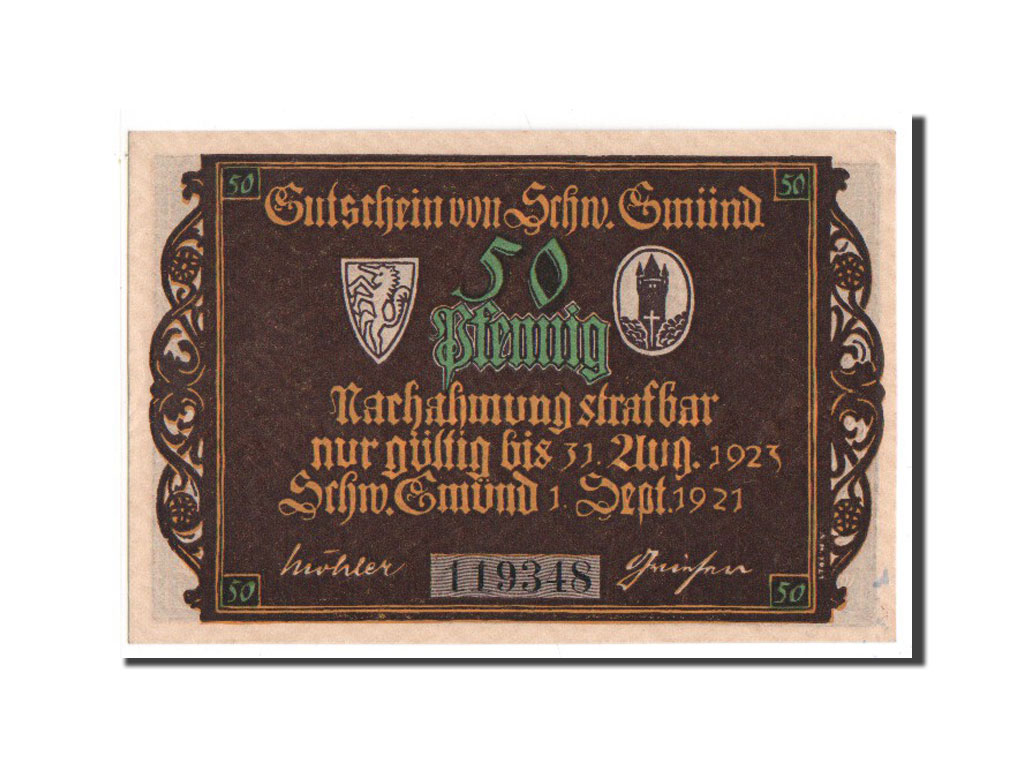 50 50
Gutschein von Schw. Gmünd
50
Pfennig
Nachahmung strafbar
nur gültig bis 31. Aug. 1923
Schw. Gmünd 1. Sept. 1921
Möhler 119348
50 50